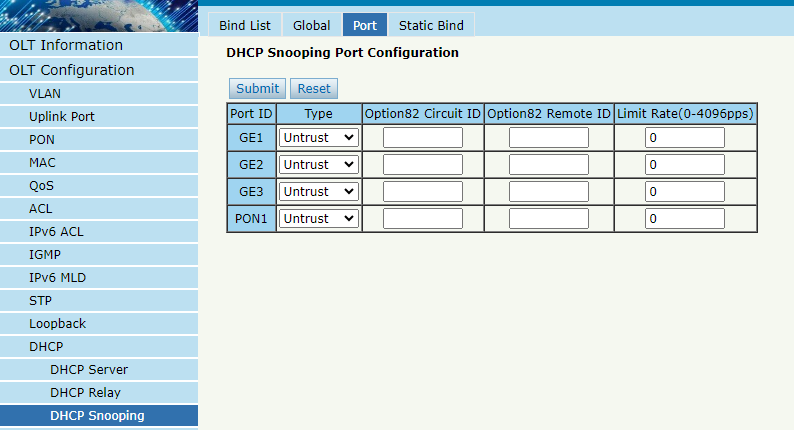 Bind List Global Port Static Bind
OLT Information
OLT Configuration
VLAN
Uplink Port
PON
MAC
QoS
ACL
IPv6 ACL
IGMP
IPv6 MLD
STP
Loopback
DHCP
DHCP Server
DHCP Relay
DHCP Snooping
DHCP Snooping Port Configuration
Submit Reset
Port ID Type Option82 Circuit ID Option82 Remote ID Limit Rate(0-4096pps)
GE1 Untrust 0
GE2 Untrust 0
GE3 Untrust 0
PON1 Untrust 0